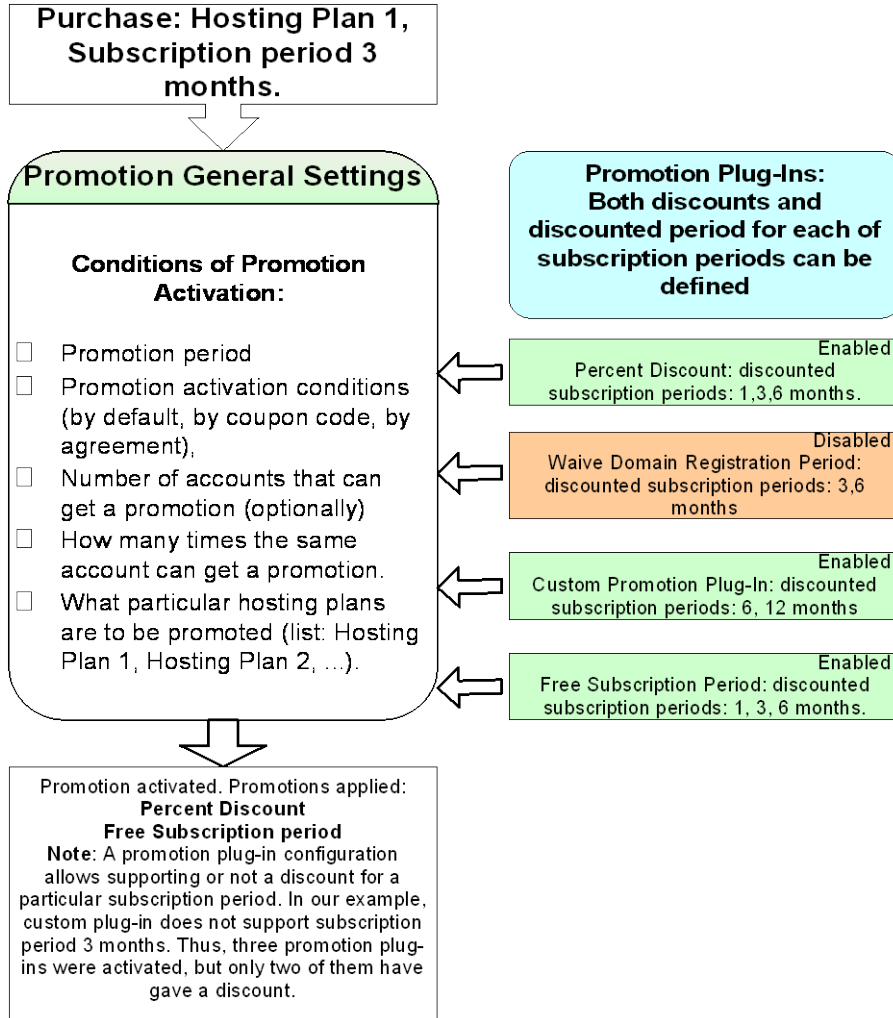 Purchase: Hosting Plan 1,
Subscription period 3
months.
Promotion General Settings
Conditions of Promotion
Activation:
Promotion period
Promotion activation conditions
(by default, by coupon code, by
agreement),
Number of accounts that can
get a promotion (optionally)
How many times the same
account can get a promotion.
What particular hosting plans
are to be promoted (list: Hosting
Plan 1, Hosting Plan 2, ...).
Promotion Plug-Ins:
Both discounts and
discounted period for each of
subscription periods can be
defined
Enabled
Percent Discount: discounted
subscription periods: 1,3,6 months.
Disabled
Waive Domain Registration Period:
discounted subscription periods: 3,6
months
Enabled
Custom Promotion Plug-In: discounted
subscription periods: 6, 12 months
Enabled
Free Subscription Period: discounted
subscription periods: 1, 3, 6 months.
Promotion activated. Promotions applied:
Percent Discount
Free Subscription period
Note: A promotion plug-in configuration
allows supporting or not a discount for a
particular subscription period. In our example,
custom plug-in does not support subscription
period 3 months. Thus, three promotion plug-
ins were activated, but only two of them have
gave a discount.